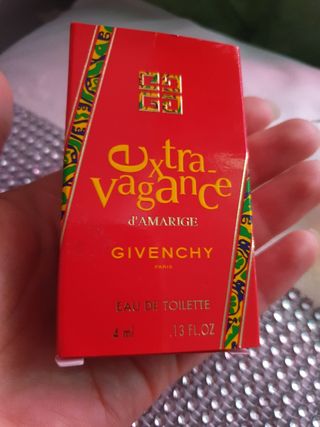 extra-
vagance
d'AMARIGE
GIVENCHY
PARIS
EAU DE TOILETTE
4 ml .13 FL.OZ